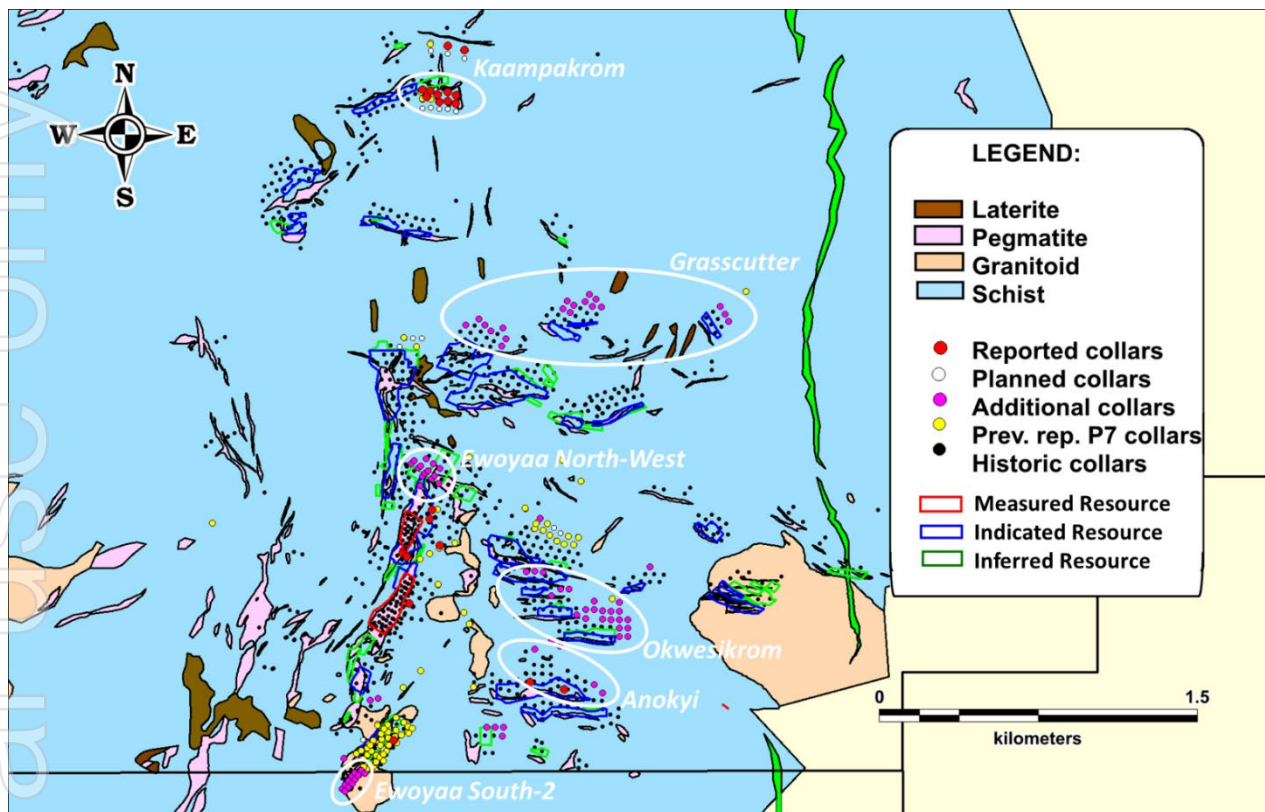 N
W E
S
Kaampakrom
Grasscutter
Ewoyaa North-West
Okwesikrom
Anokyi
Ewoyaa South-2
LEGEND:
Laterite
Pegmatite
Granitoid
Schist
Reported collars
Planned collars
Additional collars
Prev. rep. P7 collars
Historic collars
Measured Resource
Indicated Resource
Inferred Resource
0 1.5
kilometers
only